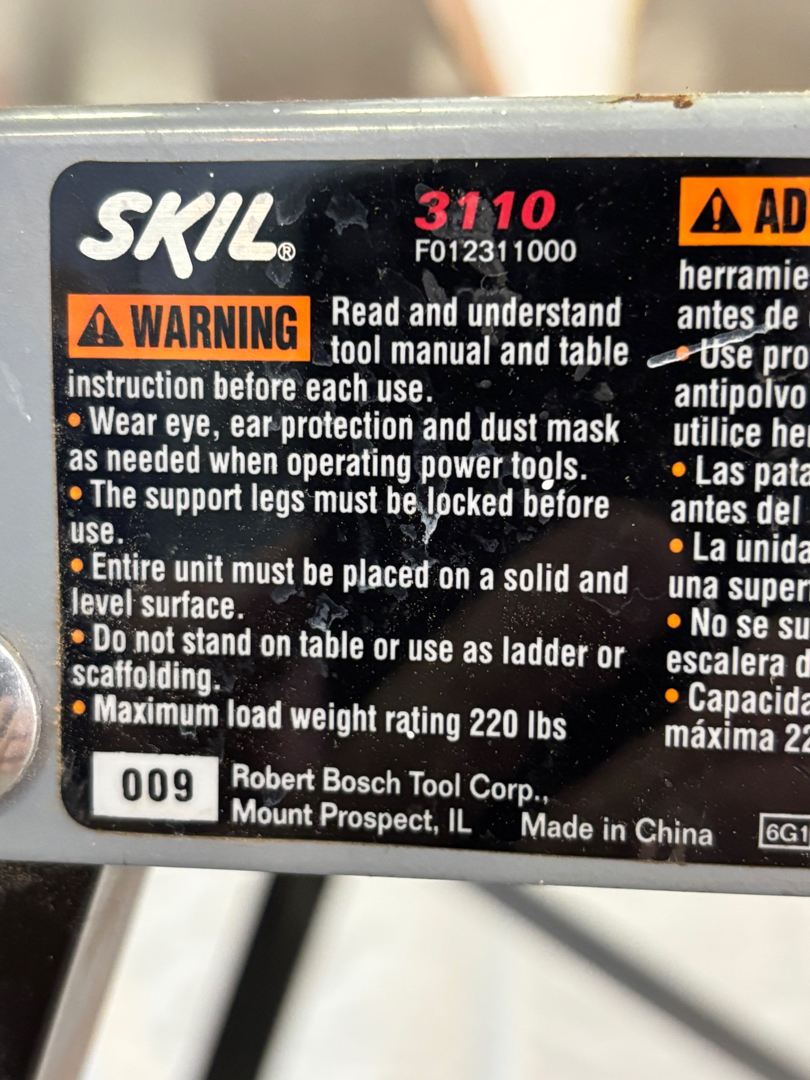 SKIL®
3110
F012311000
WARNING
Read and understand
tool manual and table
instruction before each use.
• Wear eye, ear protection and dust mask
as needed when operating power tools.
• The support legs must be locked before
use.
• Entire unit must be placed on a solid and
level surface.
• Do not stand on table or use as ladder or
scaffolding.
• Maximum load weight rating 220 lbs
009
Robert Bosch Tool Corp.,
Mount Prospect, IL
Made in China
6G1
AD
herramie
antes de
• Use pro
antipolvo
utilice he
• Las pata
antes del
• La unida
una super
• No se su
escalera d
• Capacida
máxima 22